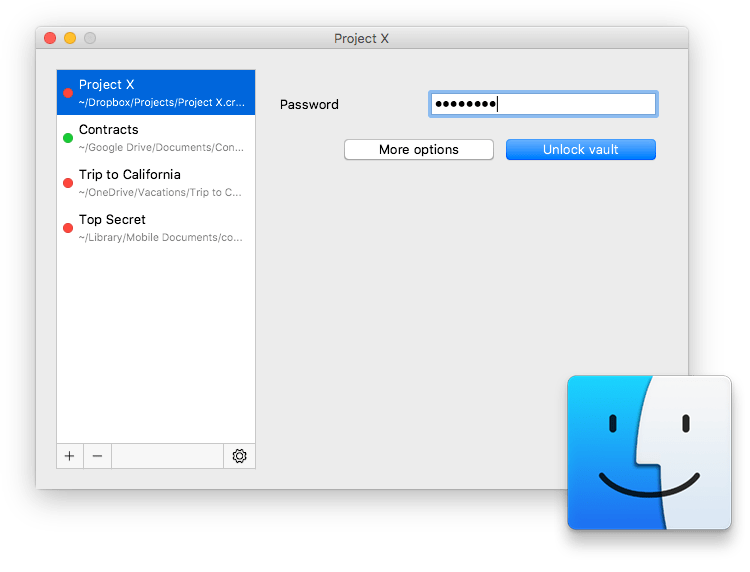 Project X
Project X
~/Dropbox/Projects/Project X.cr...
Contracts
~/Google Drive/Documents/Con...
Trip to California
~/OneDrive/Vacations/Trip to C...
Top Secret
~/Library/Mobile Documents/co...
Password
••••••••
More options
Unlock vault